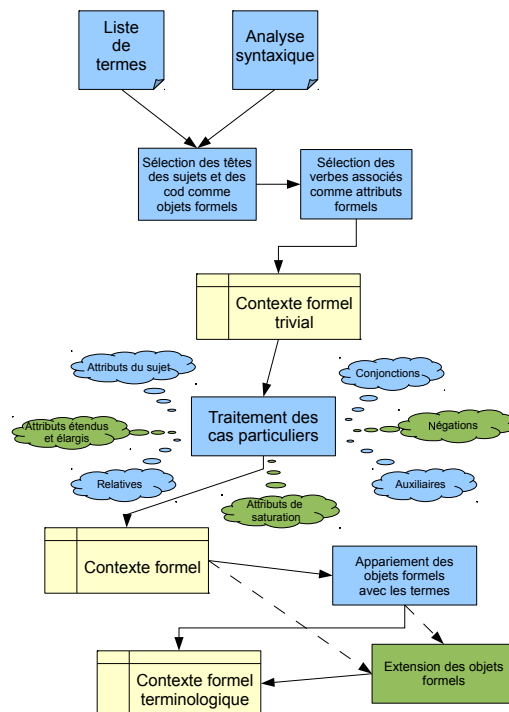 Liste
de
termes
Analyse
syntaxique
Sélection des têtes
des sujets et des
cod comme
objets formels
Sélection des
verbes associés
comme attributs
formels
Contexte formel
trivial
Attributs du sujet
Conjonctions
Attributs étendus
et élargis
Traitement des
cas particuliers
Négations
Relatives
Attributs de
saturation
Auxiliaires
Contexte formel
Appariement des
objets formels
avec les termes
Contexte formel
terminologique
Extension des objets
formels